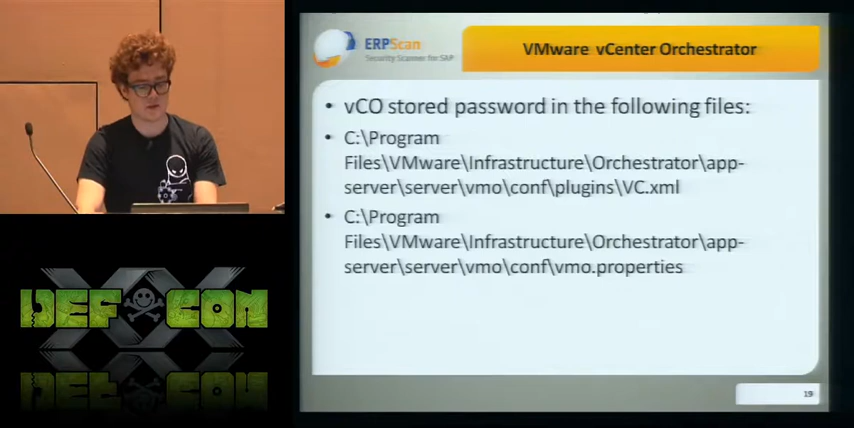 ERPScan
Security Scanner for SAP
VMware vCenter Orchestrator
• vCO stored password in the following files:
• C:\Program
Files\VMware\Infrastructure\Orchestrator\app-
server\server\vmo\conf\plugins\VC.xml
• C:\Program
Files\VMware\Infrastructure\Orchestrator\app-
server\server\vmo\conf\vmo.properties
19
DEF CON
XX